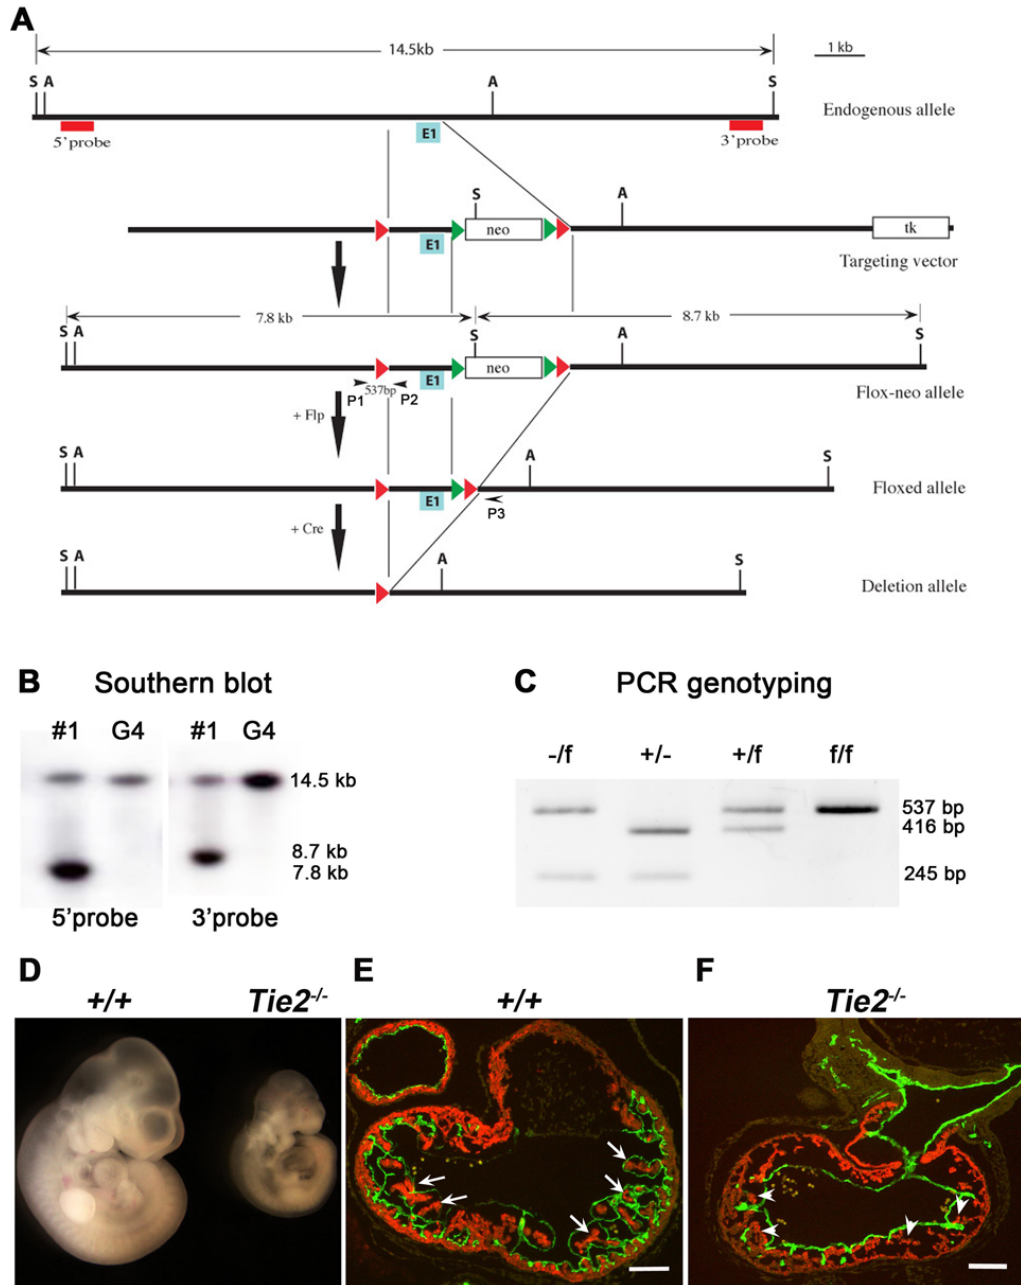 A
14.5kb
1 kb
S A A S
Endogenous allele
5'probe
E1
3'probe
S
A
neo
tk
E1
Targeting vector
7.8 kb
8.7 kb
S A S A S
neo
E1
Flox-neo allele
P1 537bp P2
+ Flp
S A A S
E1
Floxed allele
P3
+ Cre
S A A S
Deletion allele
B Southern blot
#1 G4 #1 G4
14.5 kb
8.7 kb
7.8 kb
5'probe 3'probe
C PCR genotyping
-/f +/- +/f f/f
537 bp
416 bp
245 bp
D
+/+ Tie2-/-
E
+/+
F
Tie2-/-